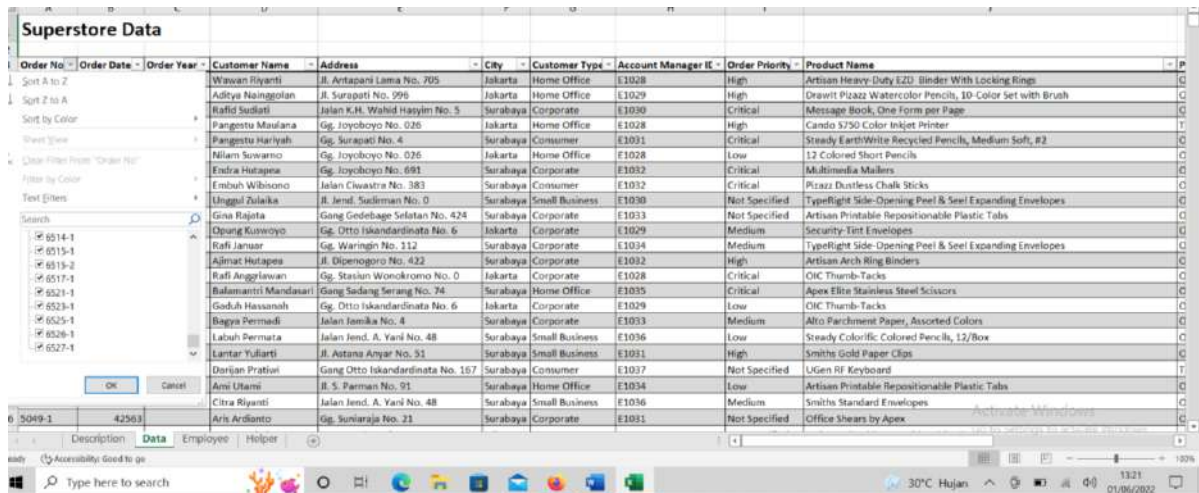 Superstore Data
Order No Order Date Order Year Customer Name Address City Customer Type Account Manager ID Order Priority Product Name
Sort A to Z
Sort Z to A
Sort by Color
Sheet View
Clear Filter From "Order No"
Filter by Color
Text Filters
Search
6514-1
6515-1
6515-2
6517-1
6521-1
6523-1
6525-1
6526-1
6527-1
OK Cancel
Wawan Riyanti Jl. Antapani Lama No. 705 Jakarta Home Office E1028 High Artisan Heavy-Duty EZD Binder With Locking Rings
Aditya Nainggolan Jl. Surapati No. 996 Jakarta Home Office E1029 High Drawit Pizazz Watercolor Pencils, 10-Color Set with Brush
Rafid Sudiati Jalan K.H. Wahid Hasyim No. 5 Surabaya Corporate E1030 Critical Message Book, One Form per Page
Pangestu Maulana Gg. Joyoboyo No. 026 Jakarta Home Office E1028 High Cando S750 Color Inkjet Printer
Pangestu Hariyah Gg. Surapati No. 4 Surabaya Consumer E1031 Critical Steady EarthWrite Recycled Pencils, Medium Soft, #2
Nilam Suwarno Gg. Joyoboyo No. 026 Jakarta Home Office E1028 Low 12 Colored Short Pencils
Endra Hutapea Gg. Joyoboyo No. 691 Surabaya Corporate E1032 Critical Multimedia Mailers
Embuh Wibisono Jalan Ciwastra No. 383 Surabaya Consumer E1032 Critical Pizazz Dustless Chalk Sticks
Unggul Zulaika Jl. Jend. Sudirman No. 0 Surabaya Small Business E1030 Not Specified TypeRight Side-Opening Peel & Seel Expanding Envelopes
Gina Rajata Gang Gedebage Selatan No. 424 Surabaya Corporate E1033 Not Specified Artisan Printable Repositionable Plastic Tabs
Opung Kuswoyo Gg. Otto Iskandardinata No. 6 Jakarta Corporate E1029 Medium Security-Tint Envelopes
Rafi Januar Gg. Waringin No. 112 Surabaya Corporate E1034 Medium TypeRight Side-Opening Peel & Seel Expanding Envelopes
Ajimat Hutapea Jl. Dipenogoro No. 422 Surabaya Corporate E1032 High Artisan Arch Ring Binders
Rafi Anggriawan Gg. Stasiun Wonokromo No. 0 Jakarta Corporate E1028 Critical OIC Thumb-Tacks
Balamantri Mandasari Gang Sadang Serang No. 74 Surabaya Home Office E1035 Critical Apex Elite Stainless Steel Scissors
Gaduh Hassanah Gg. Otto Iskandardinata No. 6 Jakarta Corporate E1029 Low OIC Thumb-Tacks
Bagya Permadi Jalan Jamika No. 4 Surabaya Corporate E1033 Medium Alto Parchment Paper, Assorted Colors
Labuh Permata Jalan Jend. A. Yani No. 48 Surabaya Small Business E1036 Low Steady Colorific Colored Pencils, 12/Box
Lantar Yuliarti Jl. Astana Anyar No. 51 Surabaya Small Business E1031 High Smiths Gold Paper Clips
Darijan Pratiwi Gang Otto Iskandardinata No. 167 Surabaya Consumer E1037 Not Specified UGen RF Keyboard
Ami Utami Jl. S. Parman No. 91 Surabaya Home Office E1034 Low Artisan Printable Repositionable Plastic Tabs
Citra Riyanti Jalan Jend. A. Yani No. 48 Surabaya Small Business E1036 Medium Smiths Standard Envelopes
5049-1 42563 Aris Ardianto Gg. Suniaraja No. 21 Surabaya Corporate E1031 Not Specified Office Shears by Apex
Activate Windows
Go to Settings to activate Windows.
Description Data Employee Helper
Accessibility: Good to go
100%
Type here to search
30°C Hujan
13:21
01/06/2022